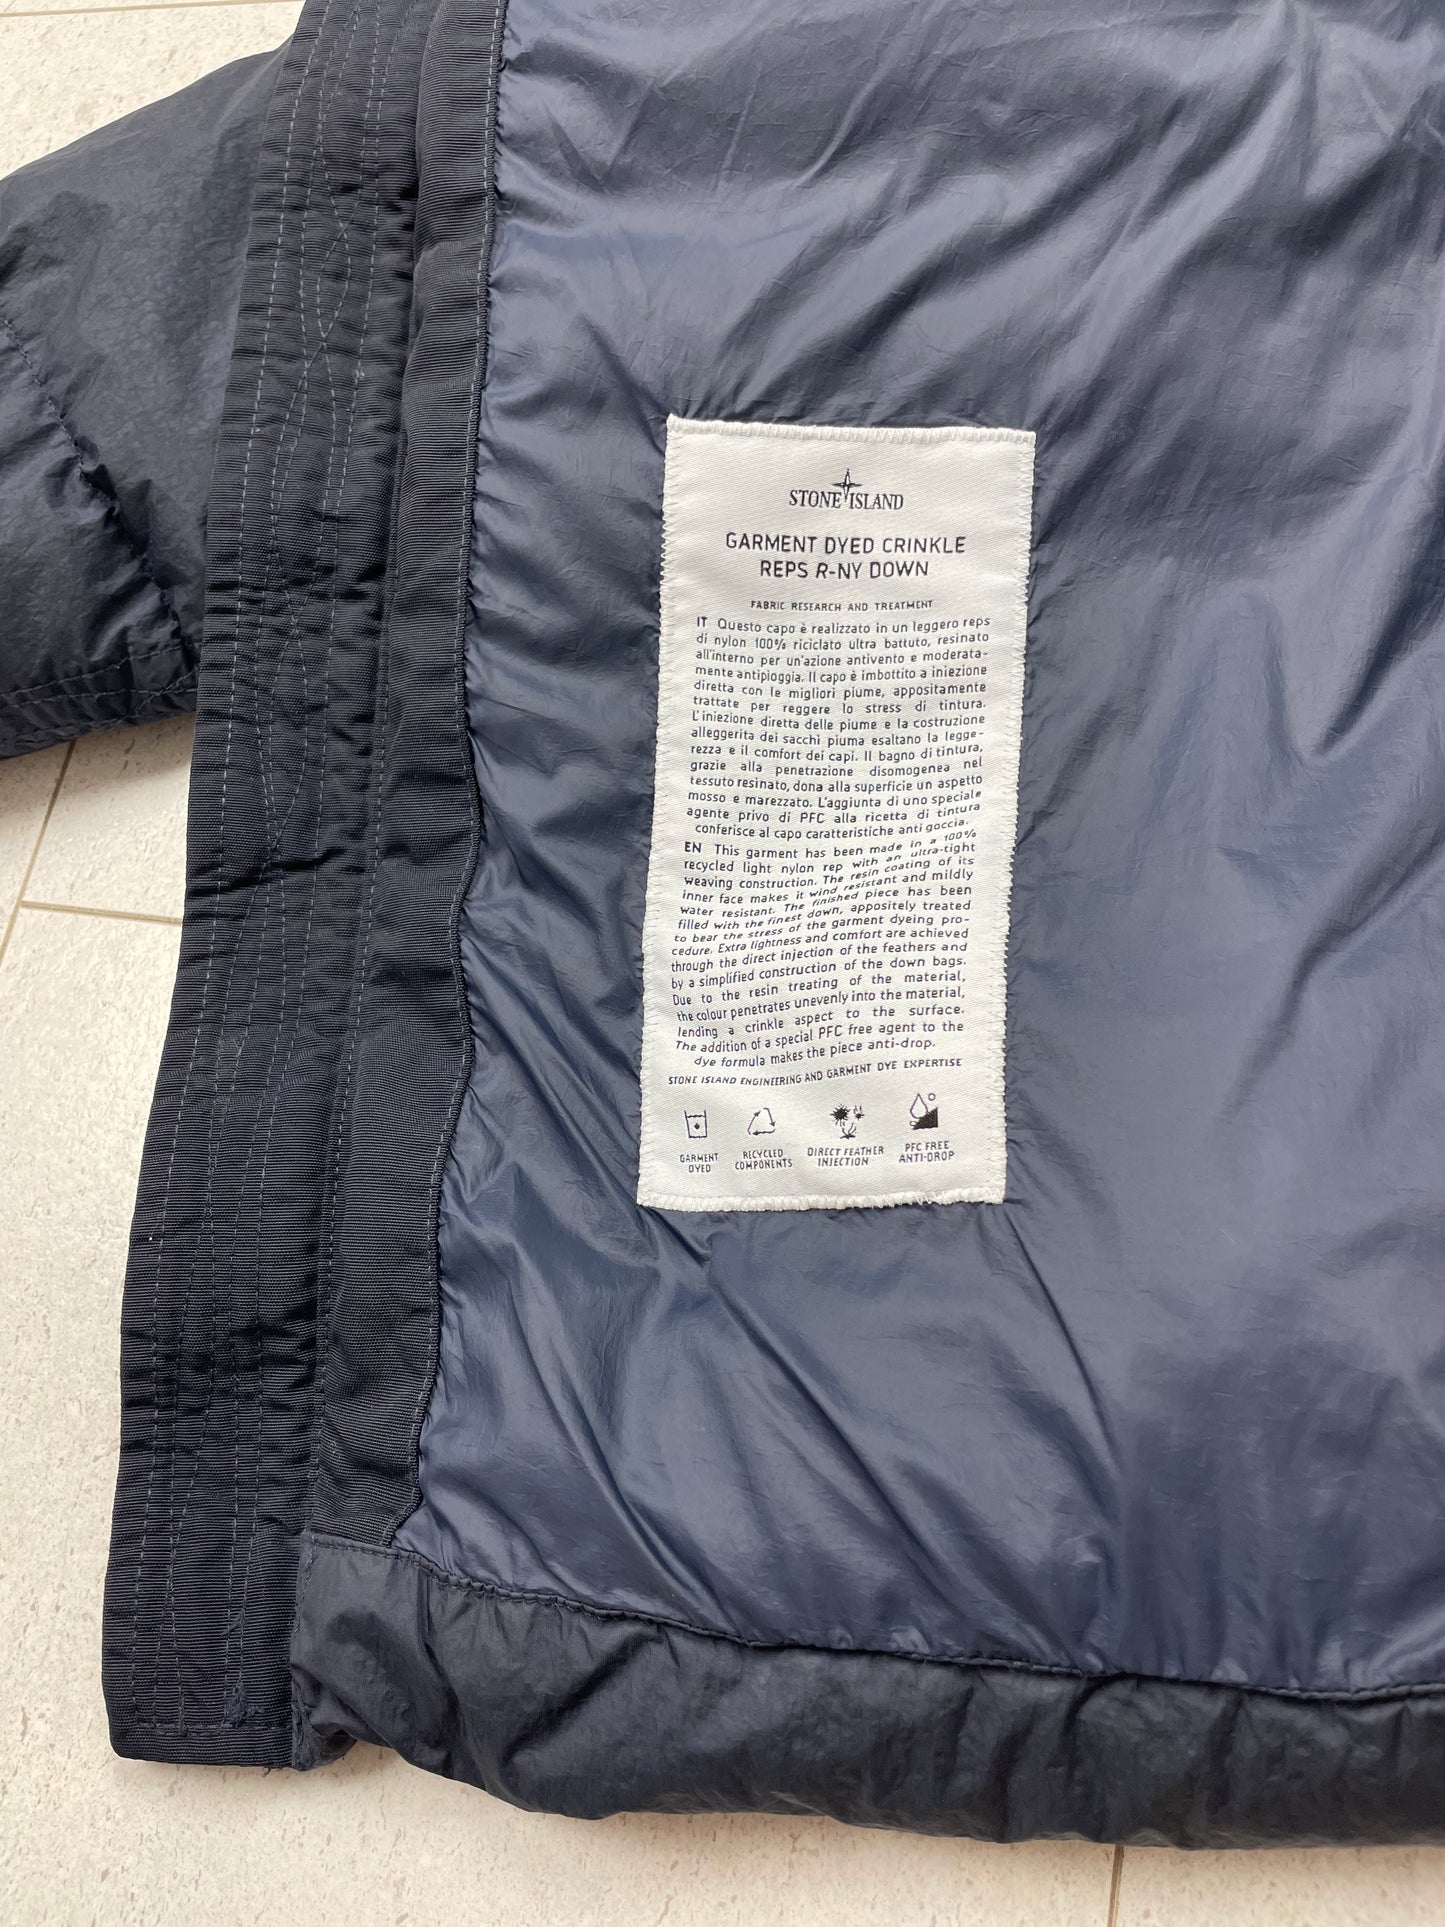 STONE ISLAND
GARMENT DYED CRINKLE
REPS R-NY DOWN
FABRIC RESEARCH AND TREATMENT
IT Questo capo è realizzato in un leggero reps
di nylon 100% riciclato ultra battuto, resinato
all'interno per un'azione antivento e moderata-
mente antipioggia. Il capo è imbottito a iniezione
diretta con le migliori piume, appositamente
trattate per reggere lo stress di tintura.
L'iniezione diretta delle piume e la costruzione
alleggerita dei sacchi piuma esaltano la legge-
rezza e il comfort dei capi. Il bagno di tintura,
grazie alla penetrazione disomogenea nel
tessuto resinato, dona alla superficie un aspetto
mosso e marezzato. L'aggiunta di uno speciale
agente privo di PFC alla ricetta di tintura
conferisce al capo caratteristiche anti goccia.
EN This garment has been made in a 100%
recycled light nylon rep with an ultra-tight
weaving construction. The resin coating of its
inner face makes it wind resistant and mildly
water resistant. The finished piece has been
filled with the finest down, appositely treated
to bear the stress of the garment dyeing pro-
cedure. Extra lightness and comfort are achieved
through the direct injection of the feathers and
by a simplified construction of the down bags.
Due to the resin treating of the material,
the colour penetrates unevenly into the material,
lending a crinkle aspect to the surface.
The addition of a special PFC free agent to the
dye formula makes the piece anti-drop.
STONE ISLAND ENGINEERING AND GARMENT DYE EXPERTISE
GARMENT
DYED
RECYCLED
COMPONENTS
DIRECT FEATHER
INJECTION
PFC FREE
ANTI-DROP